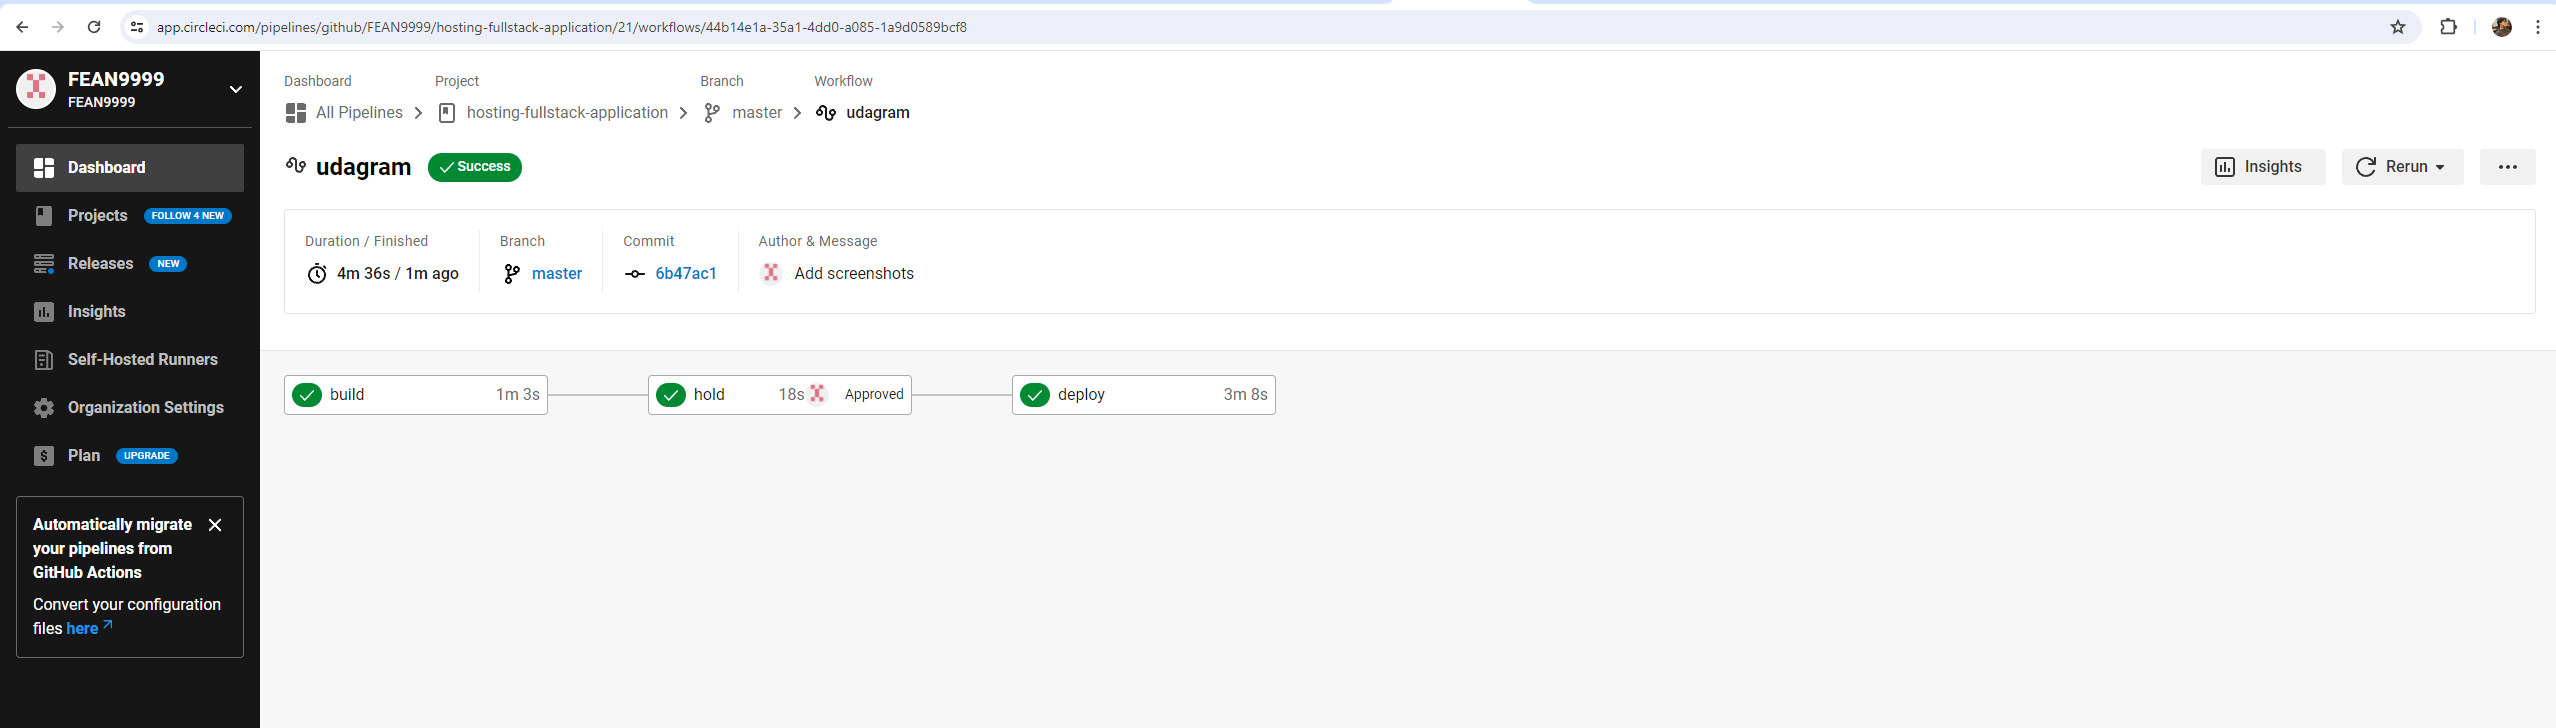 app.circleci.com/pipelines/github/FEAN9999/hosting-fullstack-application/21/workflows/44b14e1a-35a1-4dd0-a085-1a9d0589bcf8
FEAN9999
FEAN9999
Dashboard
Projects FOLLOW 4 NEW
Releases NEW
Insights
Self-Hosted Runners
Organization Settings
Plan UPGRADE
Automatically migrate
your pipelines from
GitHub Actions
Convert your configuration
files here
Dashboard Project Branch Workflow
All Pipelines hosting-fullstack-application master udagram
udagram Success Insights Rerun
Duration / Finished Branch Commit Author & Message
4m 36s / 1m ago master 6b47ac1 Add screenshots
build 1m 3s hold 18s Approved deploy 3m 8s